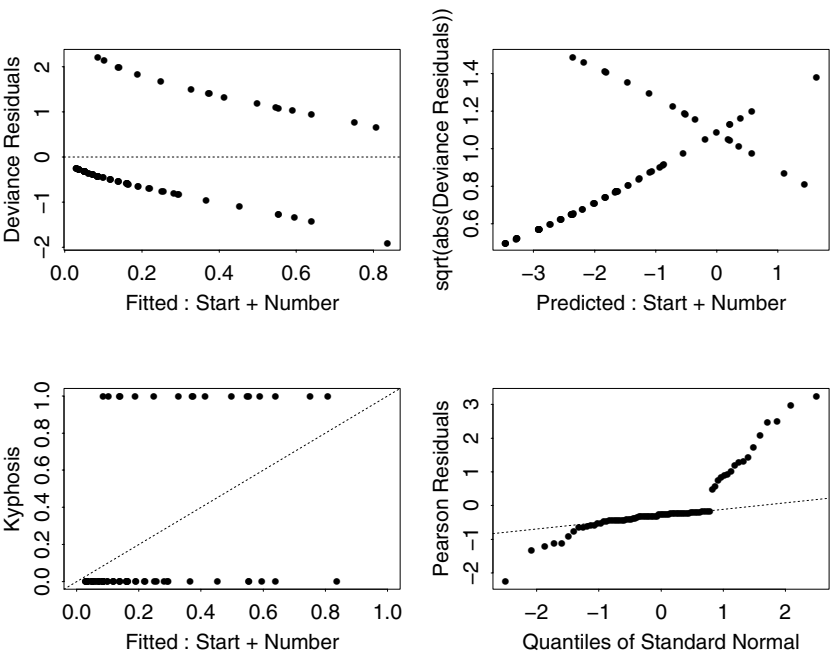 Deviance Residuals
2
1
0
−1
−2
0.0 0.2 0.4 0.6 0.8
Fitted : Start + Number
sqrt(abs(Deviance Residuals))
1.4
1.2
1.0
0.8
0.6
−3 −2 −1 0 1
Predicted : Start + Number
Kyphosis
1.0
0.8
0.6
0.4
0.2
0.0
0.0 0.2 0.4 0.6 0.8 1.0
Fitted : Start + Number
Pearson Residuals
3
2
1
0
−1
−2
−2 −1 0 1 2
Quantiles of Standard Normal